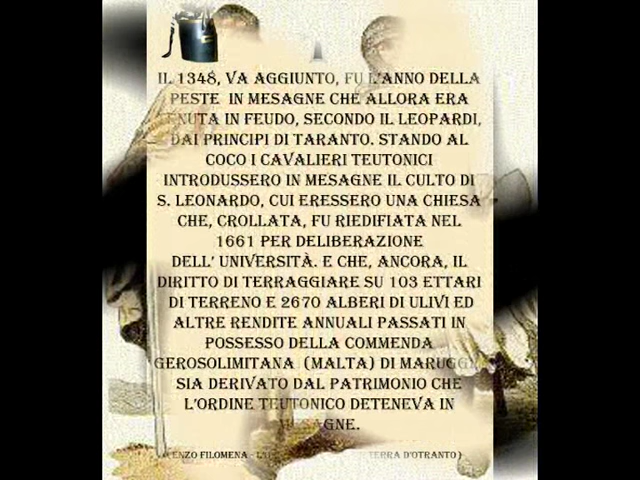 IL 1348, VA AGGIUNTO, FU L'ANNO DELLA
PESTE IN MESAGNE CHE ALLORA ERA
TENUTA IN FEUDO, SECONDO IL LEOPARDI,
DAI PRINCIPI DI TARANTO. STANDO AL
COCO I CAVALIERI TEUTONICI
INTRODUSSERO IN MESAGNE IL CULTO DI
S. LEONARDO, CUI ERESSERO UNA CHIESA
CHE, CROLLATA, FU RIEDIFIATA NEL
1661 PER DELIBERAZIONE
DELL' UNIVERSITÀ. E CHE, ANCORA, IL
DIRITTO DI TERRAGGIARE SU 103 ETTARI
DI TERRENO E 2670 ALBERI DI ULIVI ED
ALTRE RENDITE ANNUALI PASSATI IN
POSSESSO DELLA COMMENDA
GEROSOLIMITANA (MALTA) DI
SIA DERIVATO DAL PATRIMONIO CHE
L'ORDINE TEUTONICO DETENEVA IN
MESAGNE.
ENZO FILOMENA - TERRA D'OTRANTO )